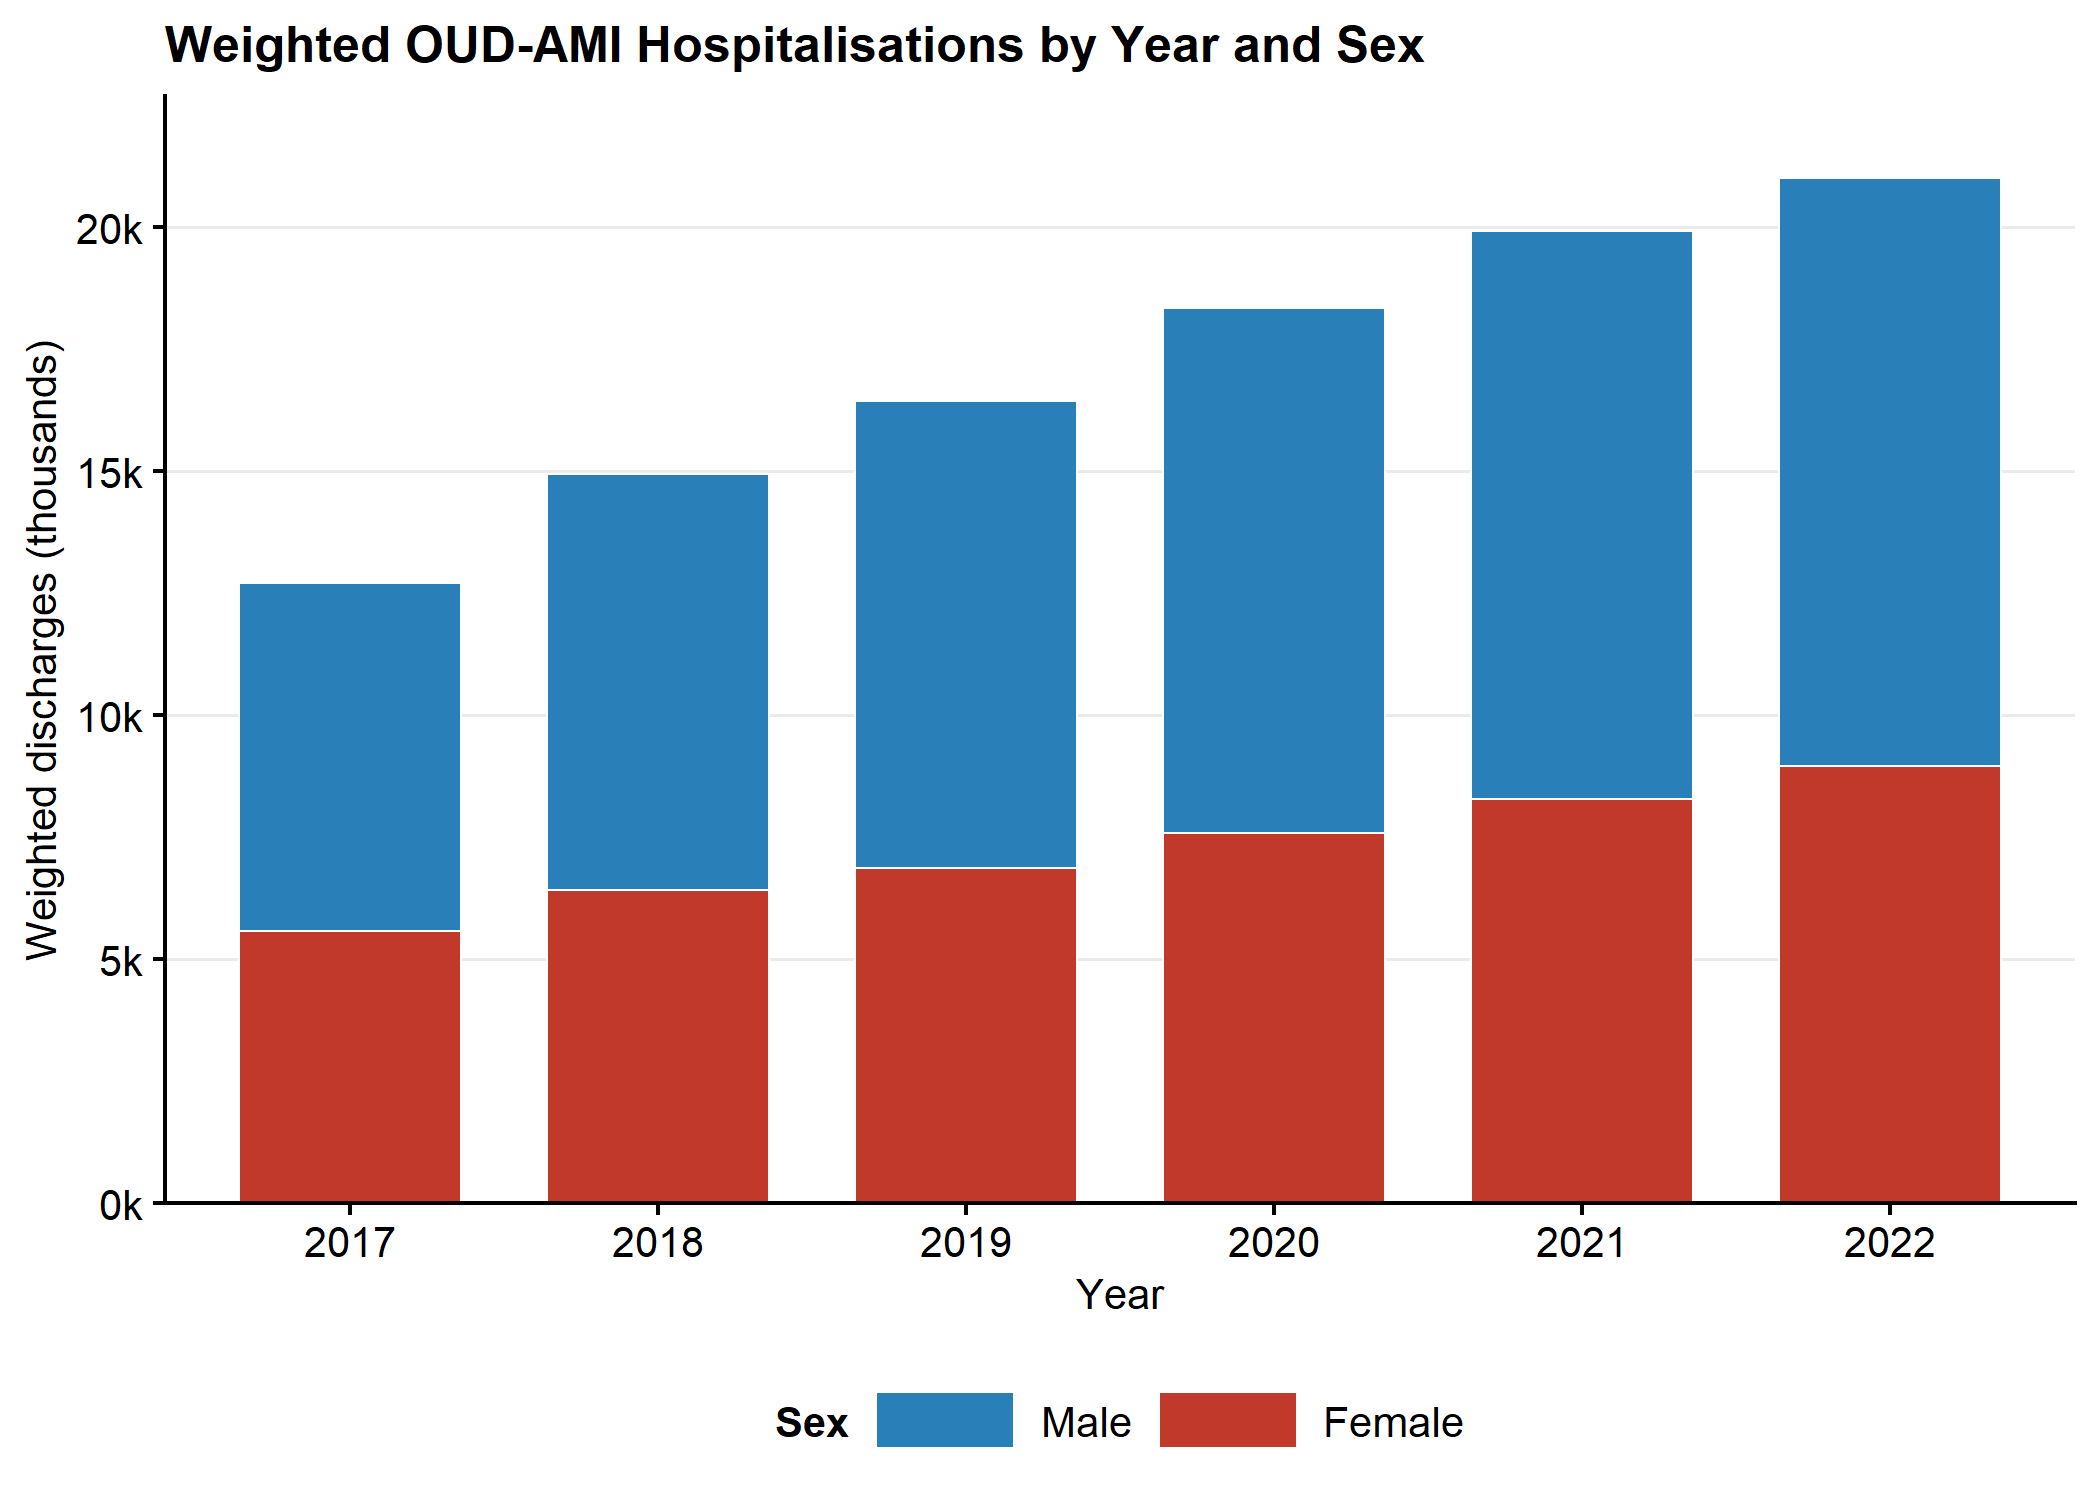 Weighted OUD-AMI Hospitalisations by Year and Sex
Weighted discharges (thousands)
20k
15k
10k
5k
0k
2017 2018 2019 2020 2021 2022
Year
Sex Male Female